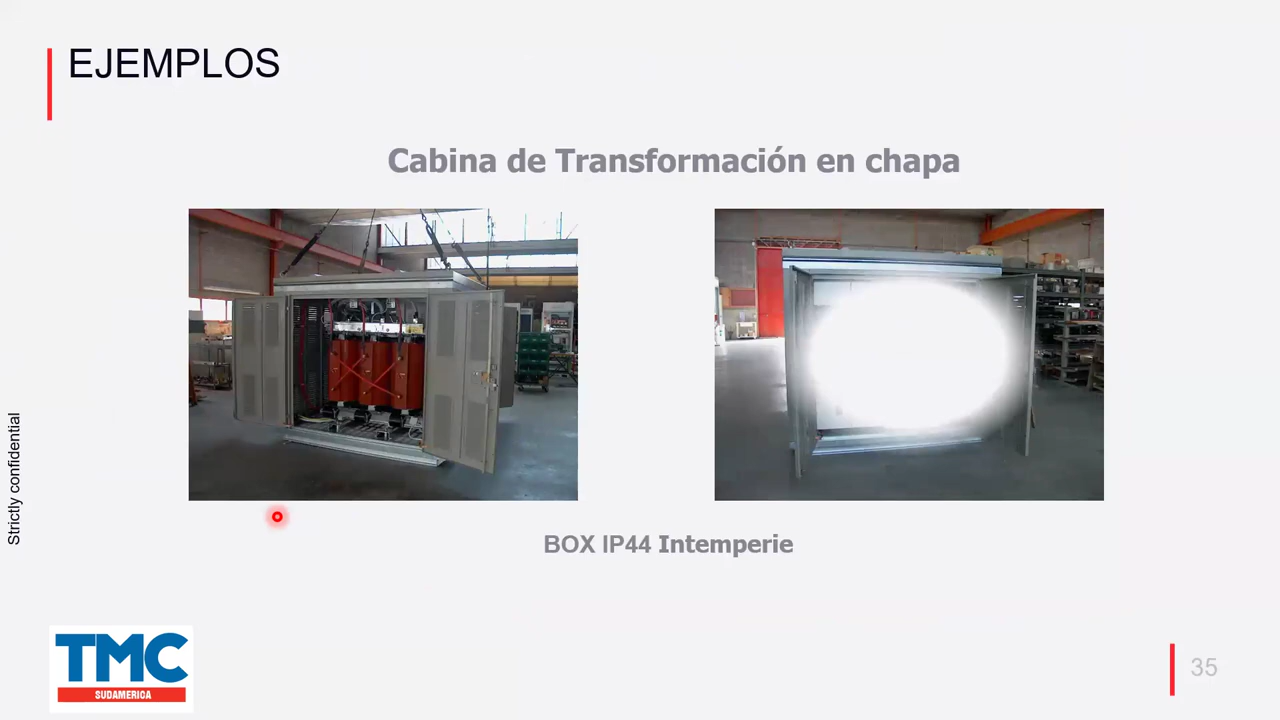 EJEMPLOS
Cabina de Transformación en chapa
BOX IP44 Intemperie
Strictly confidential
TMC
SUDAMERICA
35